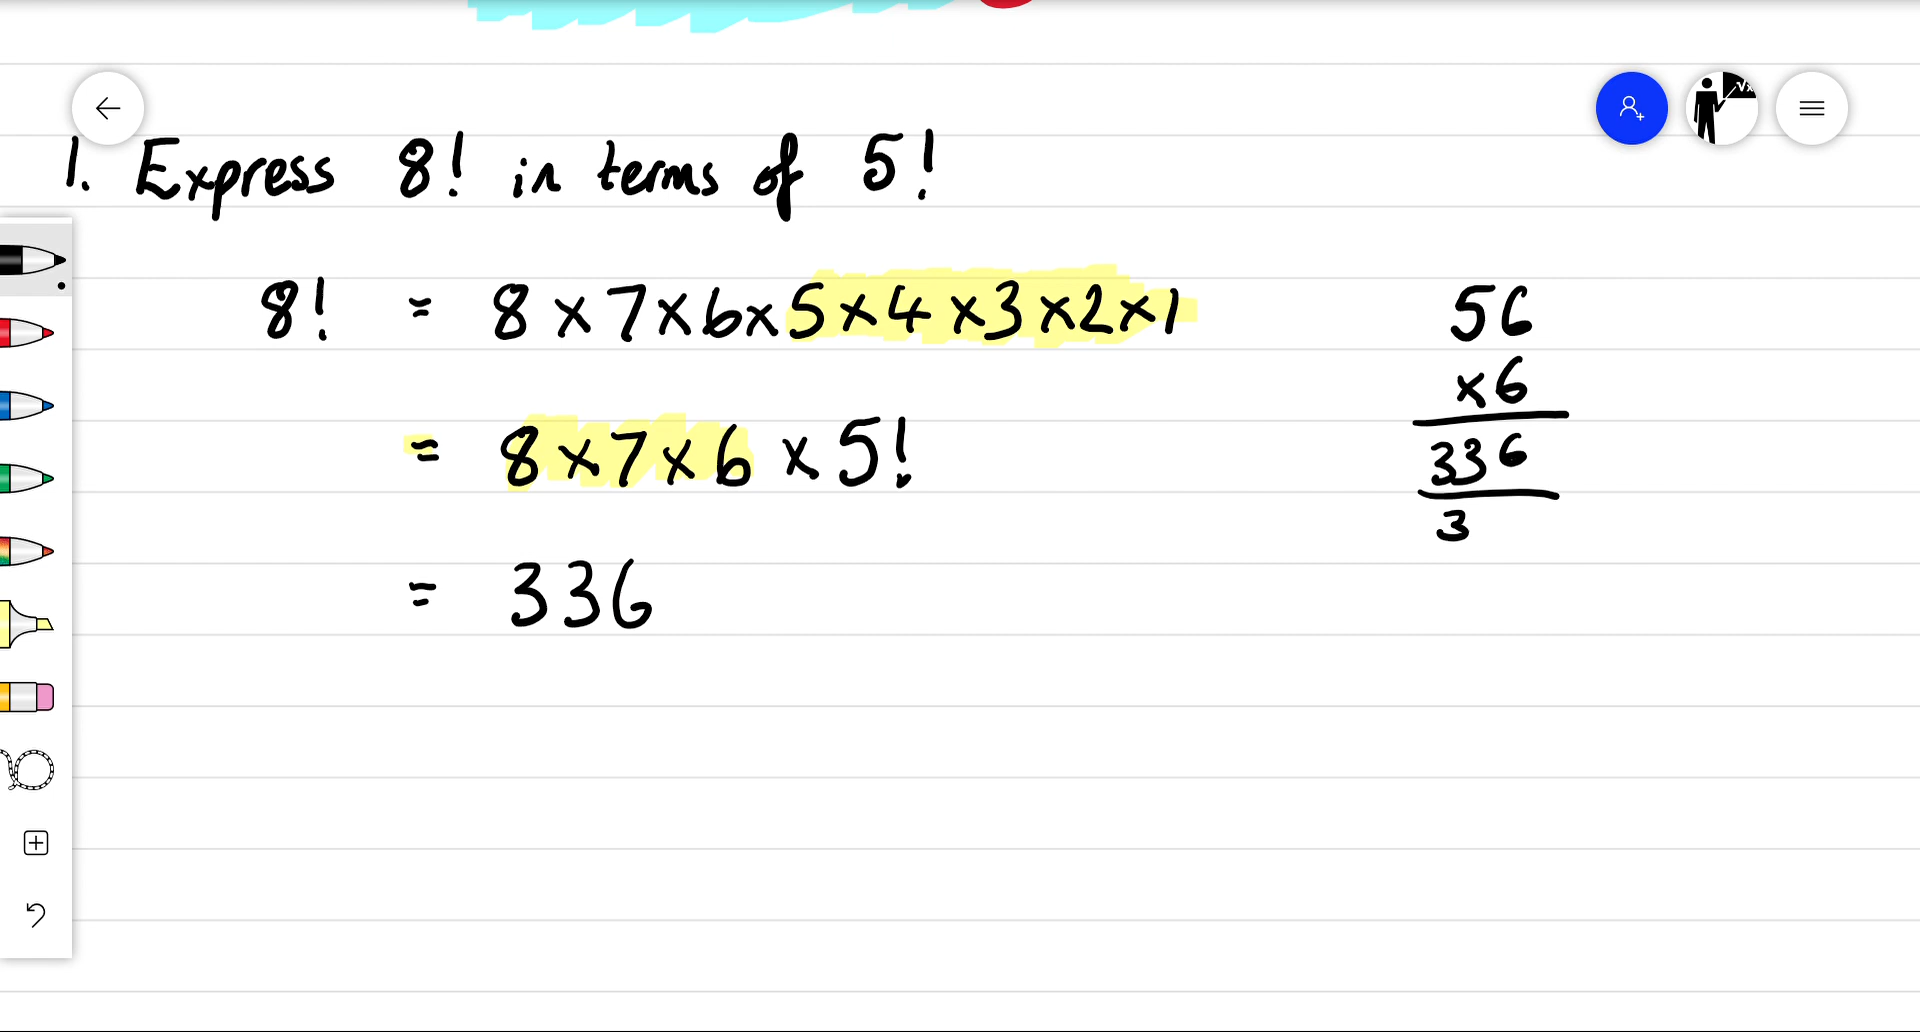 1. Express 8! in terms of 5!
8! = 8 × 7 × 6 × 5 × 4 × 3 × 2 × 1
= 8 × 7 × 6 × 5!
= 336
56
× 6
336
3